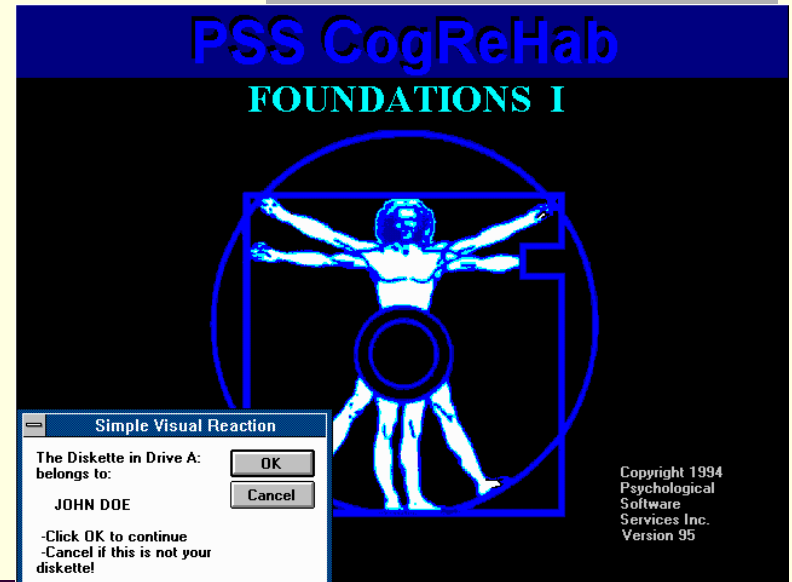 PSS CogReHab
FOUNDATIONS I
Simple Visual Reaction
The Diskette in Drive A:
belongs to:
JOHN DOE
-Click OK to continue
-Cancel if this is not your
diskette!
OK
Cancel
Copyright 1994
Psychological
Software
Services Inc.
Version 95